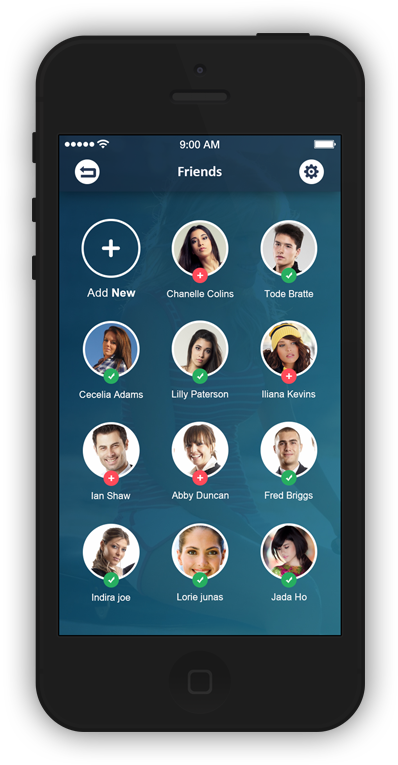 9:00 AM
Friends
Add New
Chanelle Colins
Tode Bratte
Cecelia Adams
Lilly Paterson
Iliana Kevins
Ian Shaw
Abby Duncan
Fred Briggs
Indira joe
Lorie junas
Jada Ho